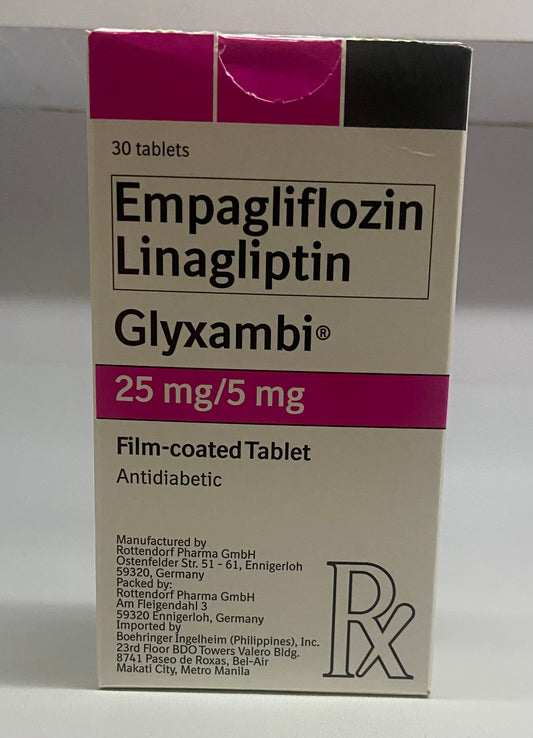 30 tablets
Empagliflozin
Linagliptin
Glyxambi®
25 mg/5 mg
Film-coated Tablet
Antidiabetic
Manufactured by
Rottendorf Pharma GmbH
Ostenfelder Str. 51 - 61, Ennigerloh
59320, Germany
Packed by:
Rottendorf Pharma GmbH
Am Fleigendahl 3
59320 Ennigerloh, Germany
Imported by
Boehringer Ingelheim (Philippines), Inc.
23rd Floor BDO Towers Valero Bldg.
8741 Paseo de Roxas, Bel-Air
Makati City, Metro Manila
Rx